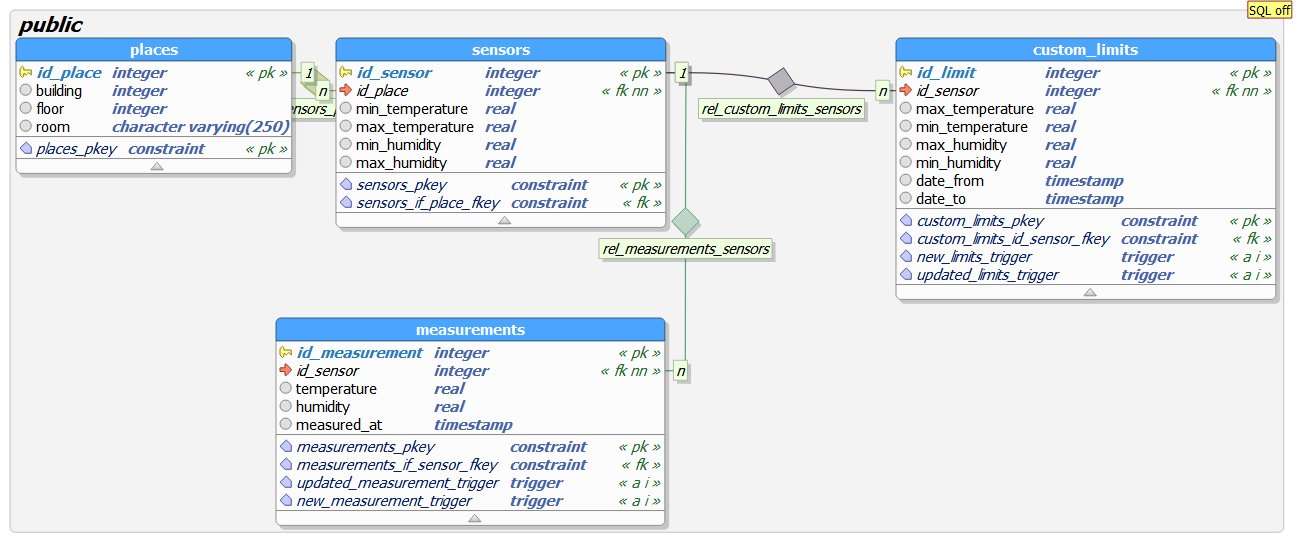 SQL off
public
places
id_place integer « pk »
building integer
floor integer
room character varying(250)
places_pkey constraint « pk »
1
n
sensors
id_sensor integer « pk »
id_place integer « fk nn »
min_temperature real
max_temperature real
min_humidity real
max_humidity real
sensors_pkey constraint « pk »
sensors_if_place_fkey constraint « fk »
1
n
rel_custom_limits_sensors
custom_limits
id_limit integer « pk »
id_sensor integer « fk nn »
max_temperature real
min_temperature real
max_humidity real
min_humidity real
date_from timestamp
date_to timestamp
custom_limits_pkey constraint « pk »
custom_limits_id_sensor_fkey constraint « fk »
new_limits_trigger trigger « a i »
updated_limits_trigger trigger « a i »
rel_measurements_sensors
n
measurements
id_measurement integer « pk »
id_sensor integer « fk nn »
temperature real
humidity real
measured_at timestamp
measurements_pkey constraint « pk »
measurements_if_sensor_fkey constraint « fk »
updated_measurement_trigger trigger « a i »
new_measurement_trigger trigger « a i »